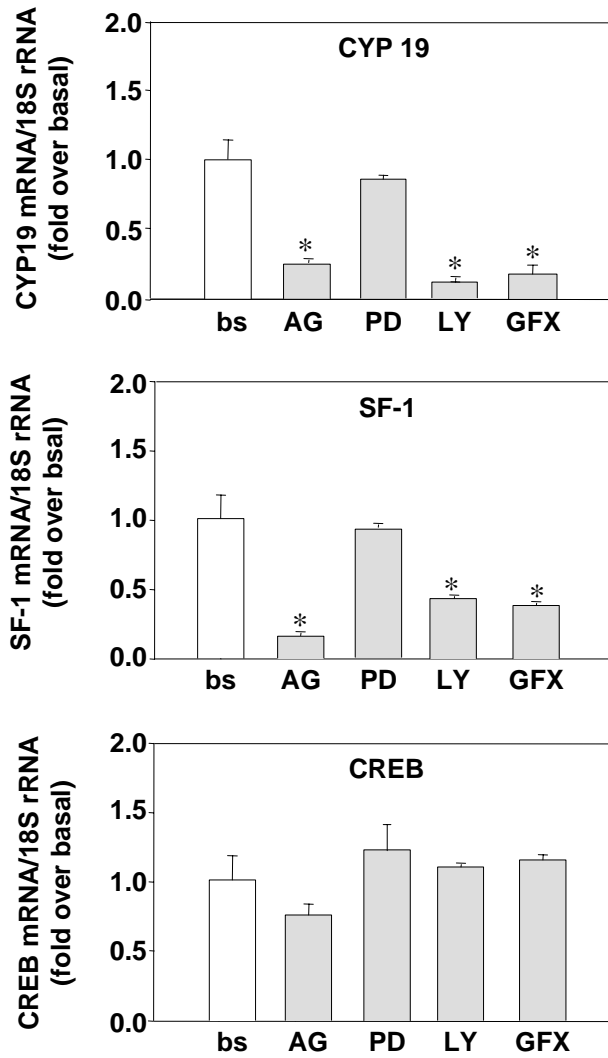 CYP19 mRNA/18S rRNA
(fold over basal)
CYP 19
2.0
1.5
1.0
0.5
0.0
*
*
*
bs AG PD LY GFX
SF-1 mRNA/18S rRNA
(fold over bsal)
SF-1
2.0
1.5
1.0
0.5
0.0
*
*
*
bs AG PD LY GFX
CREB mRNA/18S rRNA
(fold over basal)
CREB
2.0
1.5
1.0
0.5
0.0
bs AG PD LY GFX